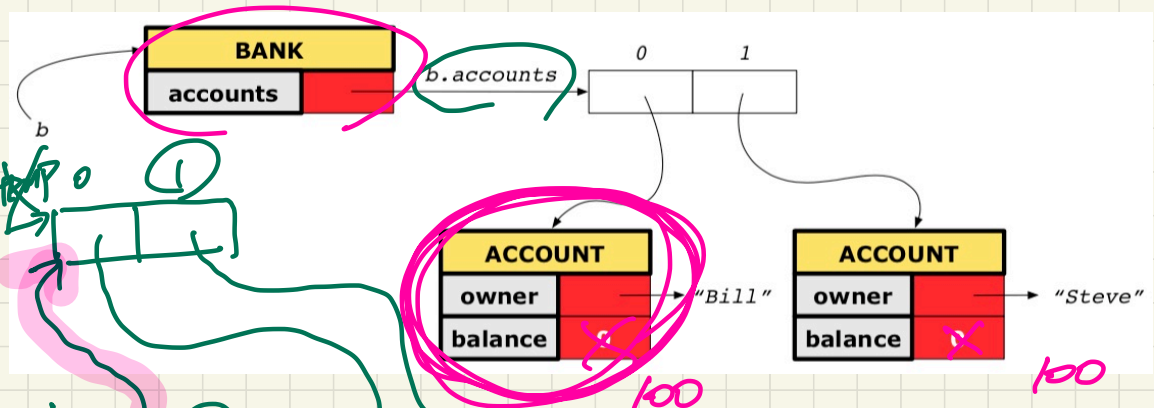 BANK
accounts
b.accounts
0 1
b
0 1
ACCOUNT
owner
"Bill"
balance
100
ACCOUNT
owner
"Steve"
balance
100